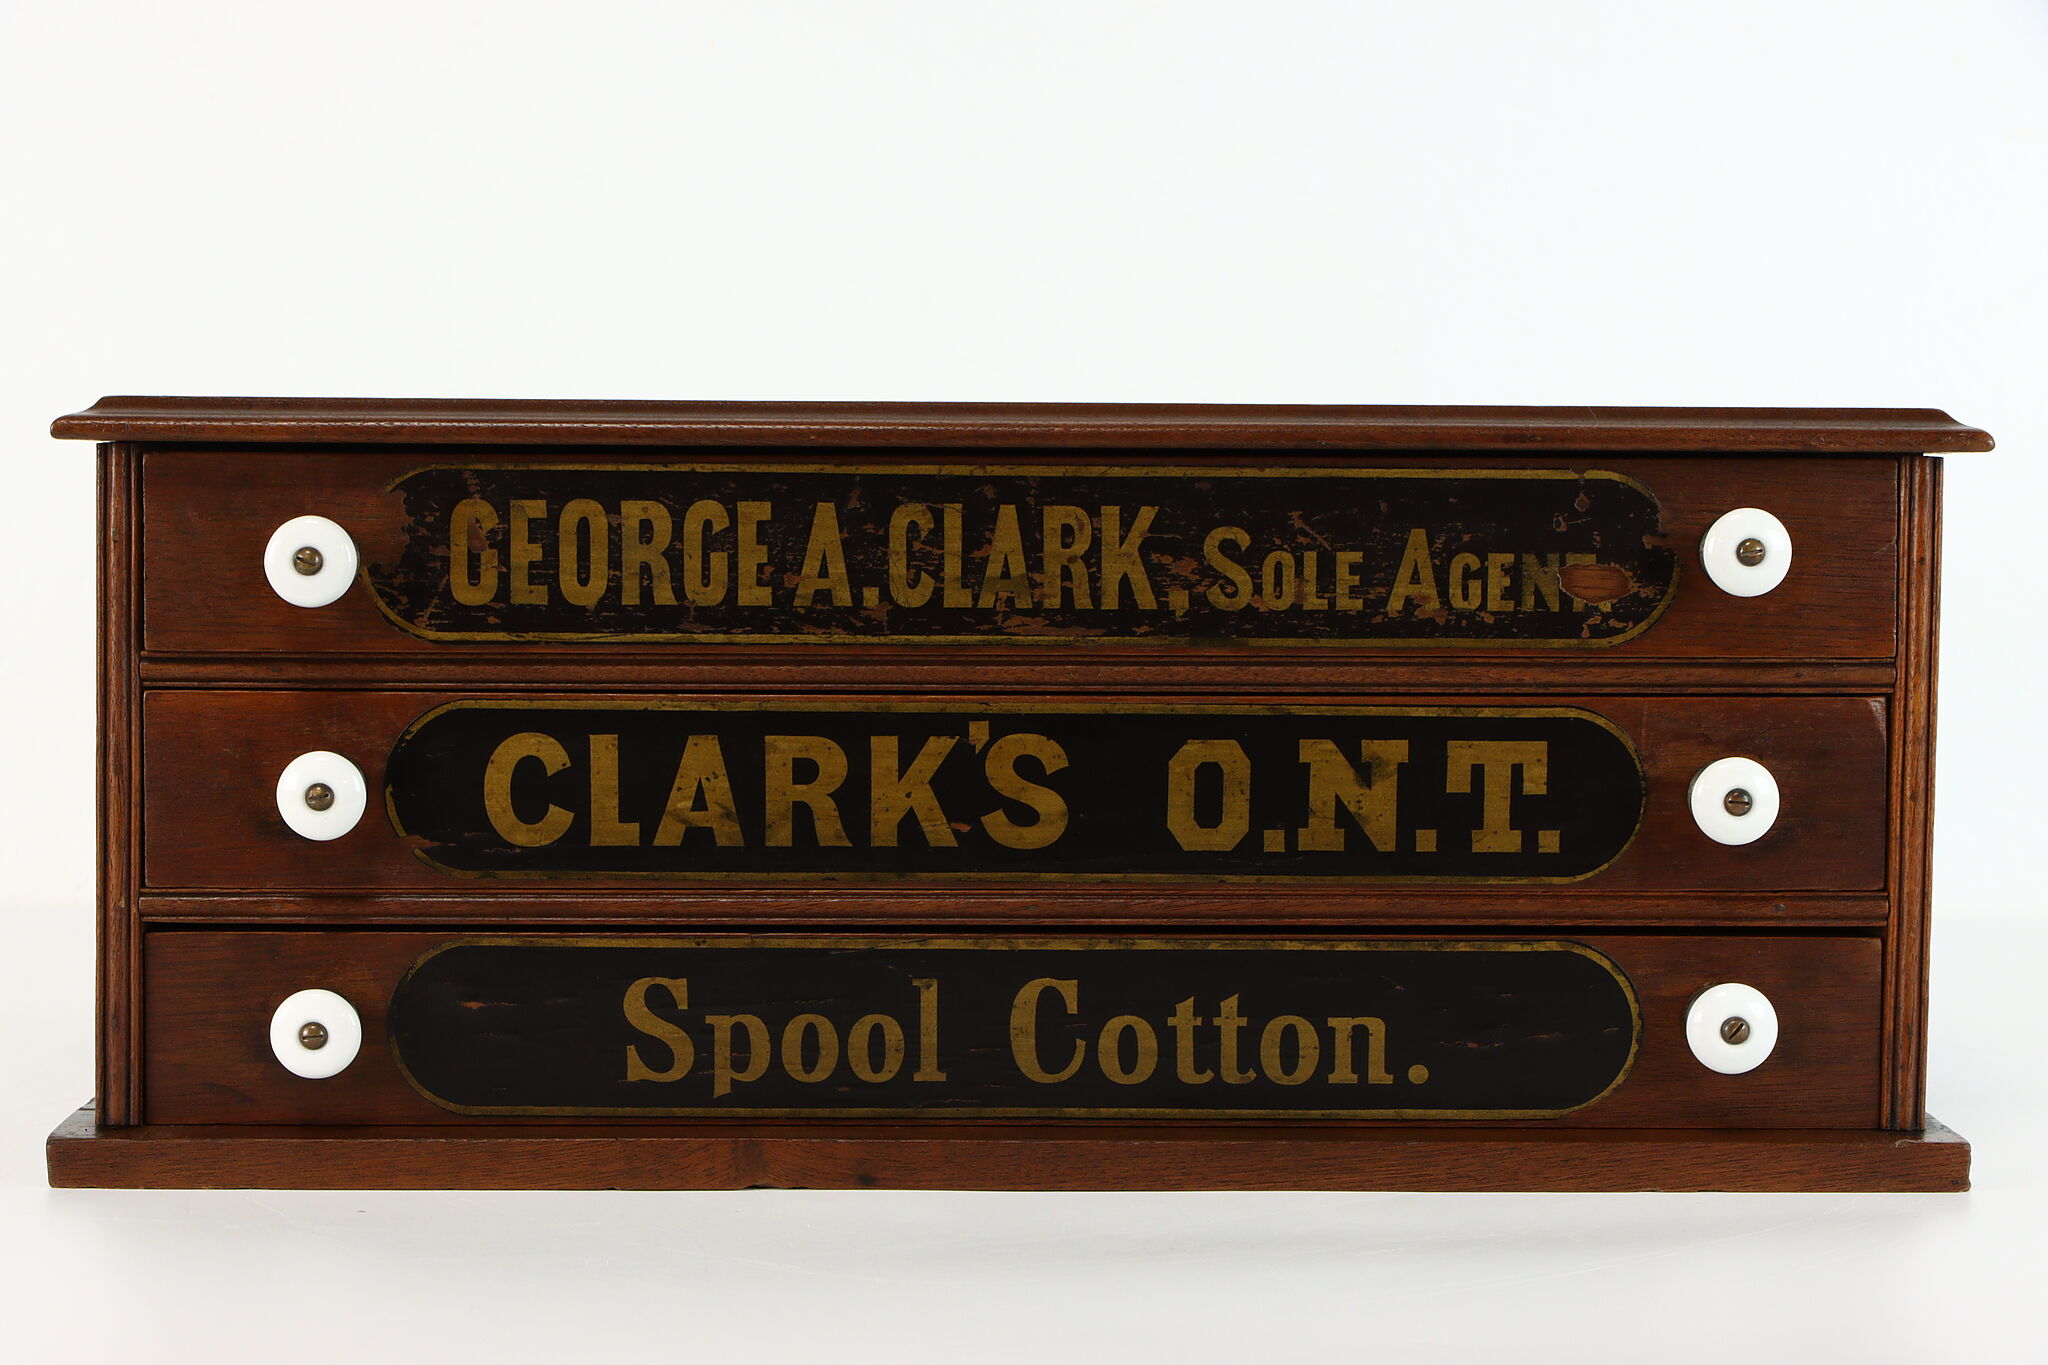 GEORGE A. CLARK, SOLE AGENT.
CLARK'S O.N.T.
Spool Cotton.